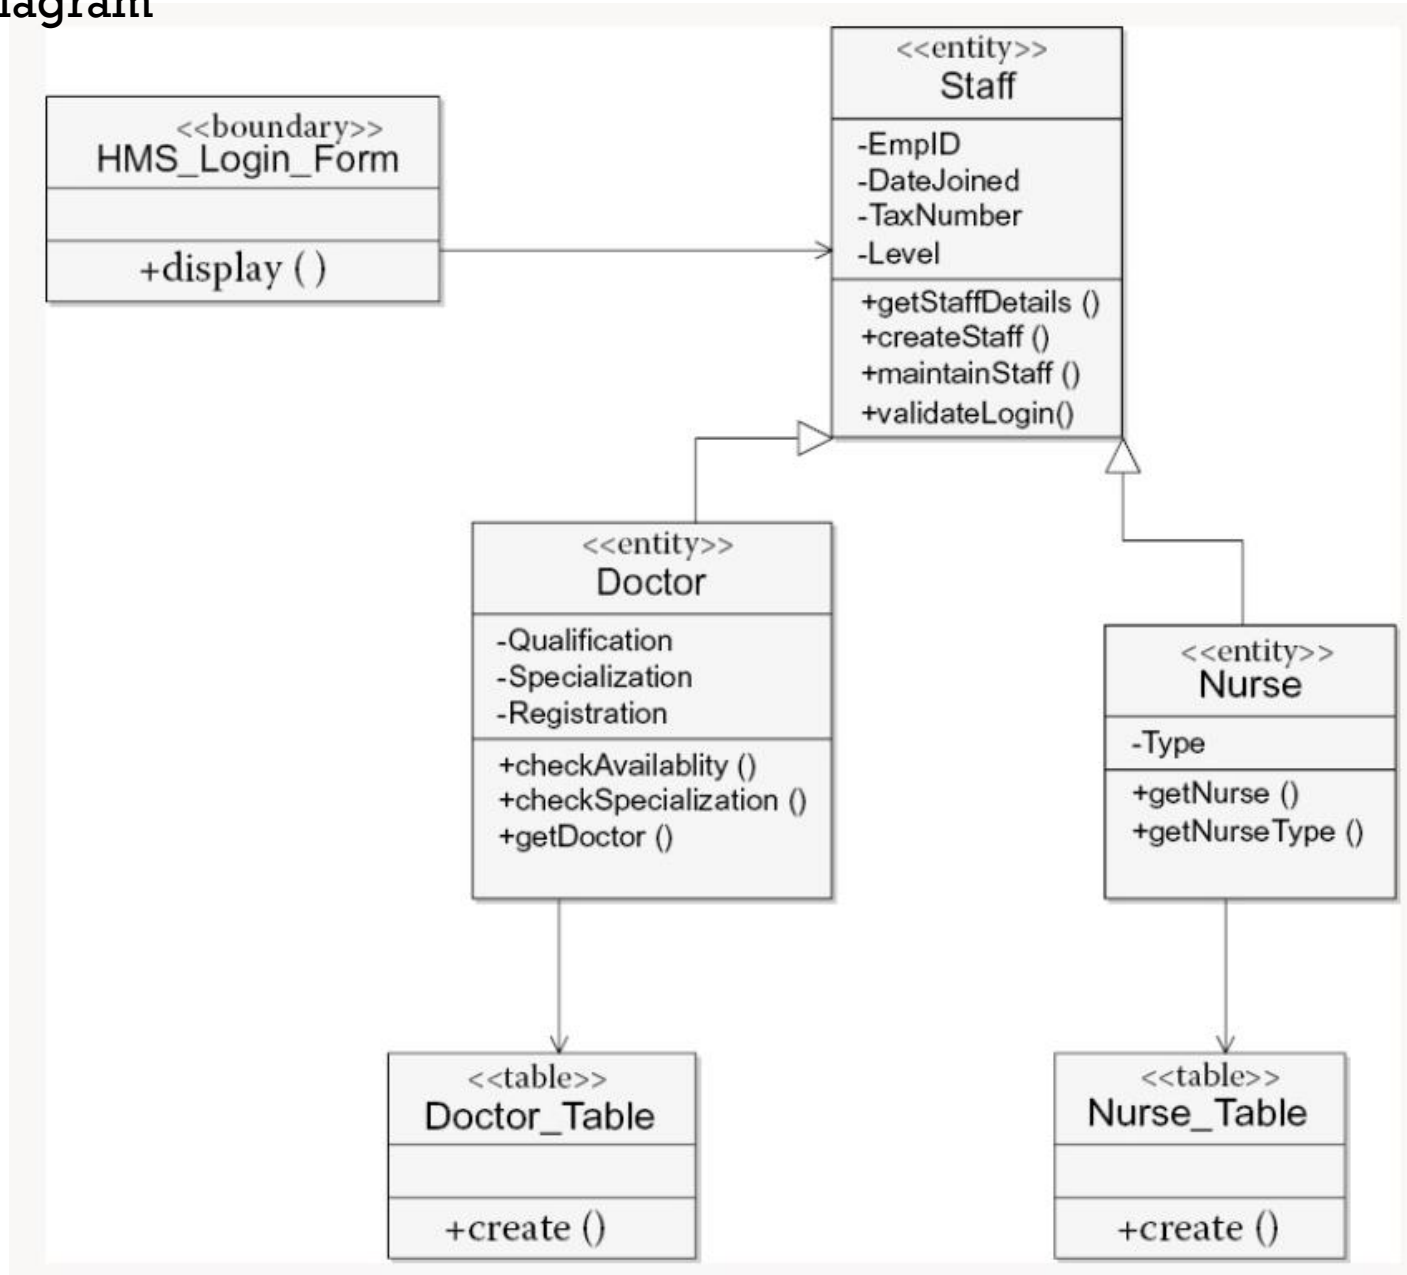 <<entity>>
Staff
-EmpID
-DateJoined
-TaxNumber
-Level
+getStaffDetails ()
+createStaff ()
+maintainStaff ()
+validateLogin()
<<boundary>>
HMS_Login_Form
+display ( )
<<entity>>
Doctor
-Qualification
-Specialization
-Registration
+checkAvailablity ()
+checkSpecialization ()
+getDoctor ()
<<entity>>
Nurse
-Type
+getNurse ()
+getNurseType ()
<<table>>
Doctor_Table
+create ()
<<table>>
Nurse_Table
+create ()